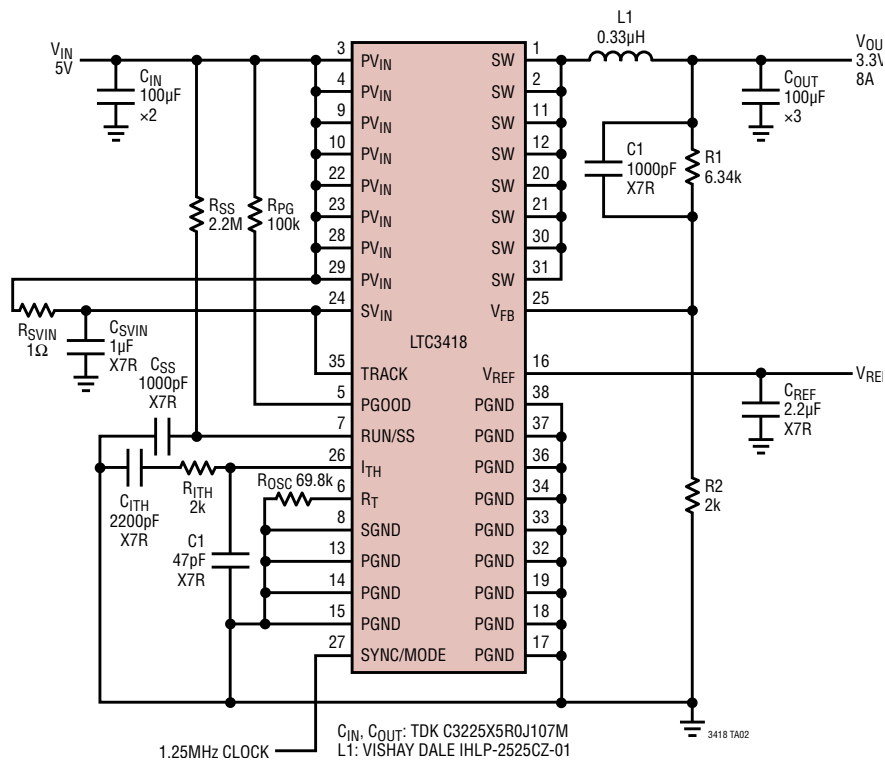 L1
0.33µH
VIN
5V
CIN
100µF
×2
VOU
3.3V
8A
COUT
100µF
×3
C1
1000pF
X7R
R1
6.34k
RSS
2.2M
RPG
100k
RSVIN
1Ω
CSVIN
1µF
X7R
CSS
1000pF
X7R
CITH
2200pF
X7R
RITH
2k
ROSC 69.8k
C1
47pF
X7R
3 PVIN SW 1
4 PVIN SW 2
9 PVIN SW 11
10 PVIN SW 12
22 PVIN SW 20
23 PVIN SW 21
28 PVIN SW 30
29 PVIN SW 31
24 SVIN VFB 25
LTC3418
35 TRACK VREF 16
5 PGOOD PGND 38
7 RUN/SS PGND 37
26 ITH PGND 36
6 RT PGND 34
8 SGND PGND 33
13 PGND PGND 32
14 PGND PGND 19
15 PGND PGND 18
27 SYNC/MODE PGND 17
VREF
CREF
2.2µF
X7R
R2
2k
1.25MHz CLOCK
CIN, COUT: TDK C3225X5R0J107M
L1: VISHAY DALE IHLP-2525CZ-01
3418 TA02